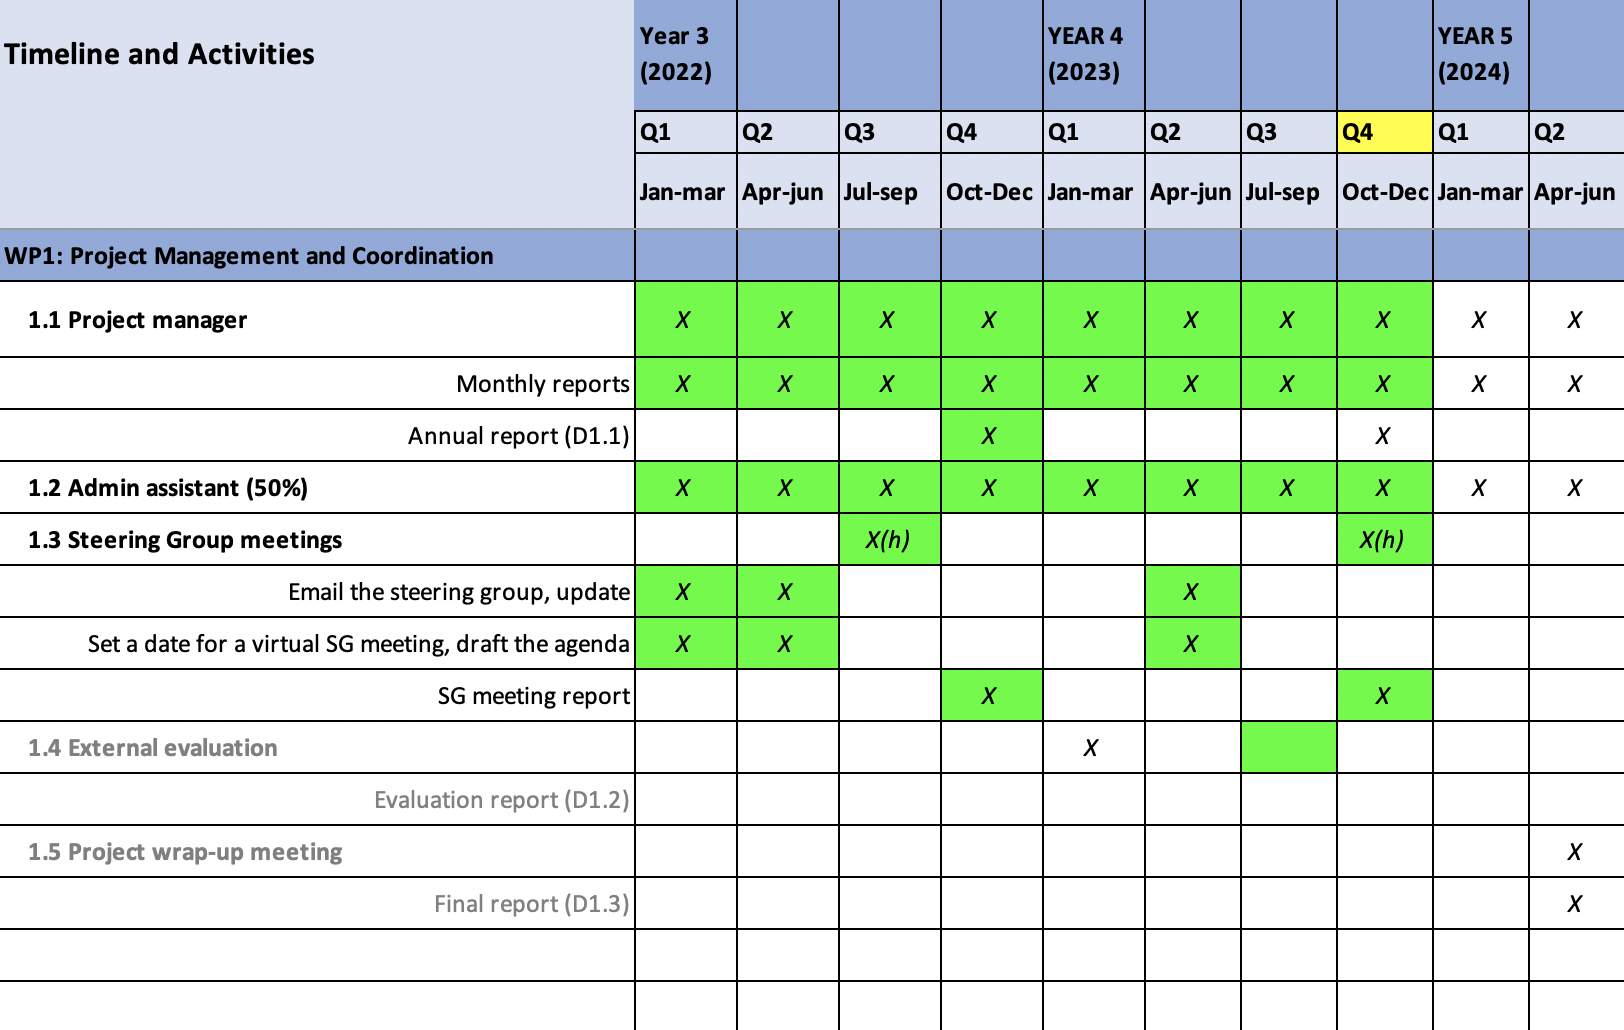 Timeline and Activities
Year 3 (2022) YEAR 4 (2023) YEAR 5 (2024)
Q1 Q2 Q3 Q4 Q1 Q2 Q3 Q4 Q1 Q2
Jan-mar Apr-jun Jul-sep Oct-Dec Jan-mar Apr-jun Jul-sep Oct-Dec Jan-mar Apr-jun
WP1: Project Management and Coordination
1.1 Project manager X X X X X X X X X X
Monthly reports X X X X X X X X X X
Annual report (D1.1) X X
1.2 Admin assistant (50%) X X X X X X X X X X
1.3 Steering Group meetings X(h) X(h)
Email the steering group, update X X X
Set a date for a virtual SG meeting, draft the agenda X X X
SG meeting report X X
1.4 External evaluation X
Evaluation report (D1.2)
1.5 Project wrap-up meeting X
Final report (D1.3) X